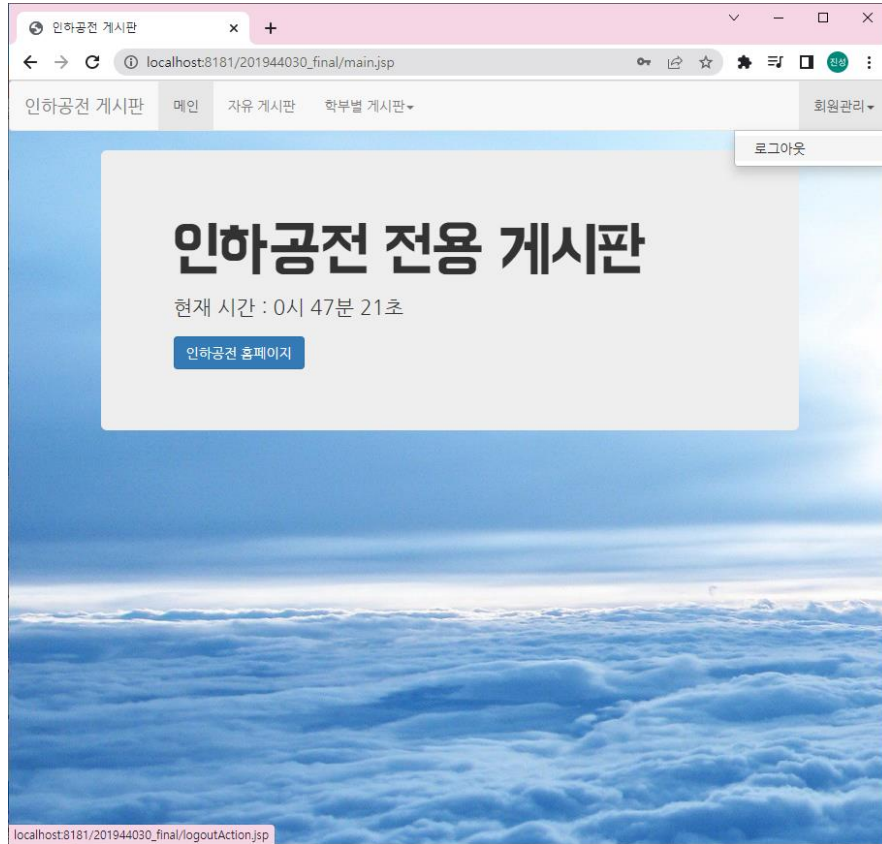 인하공전 게시판
localhost:8181/201944030_final/main.jsp
진성
인하공전 게시판 메인 자유 게시판 학부별 게시판 회원관리
로그아웃
인하공전 전용 게시판
현재 시간 : 0시 47분 21초
인하공전 홈페이지
localhost:8181/201944030_final/logoutAction.jsp